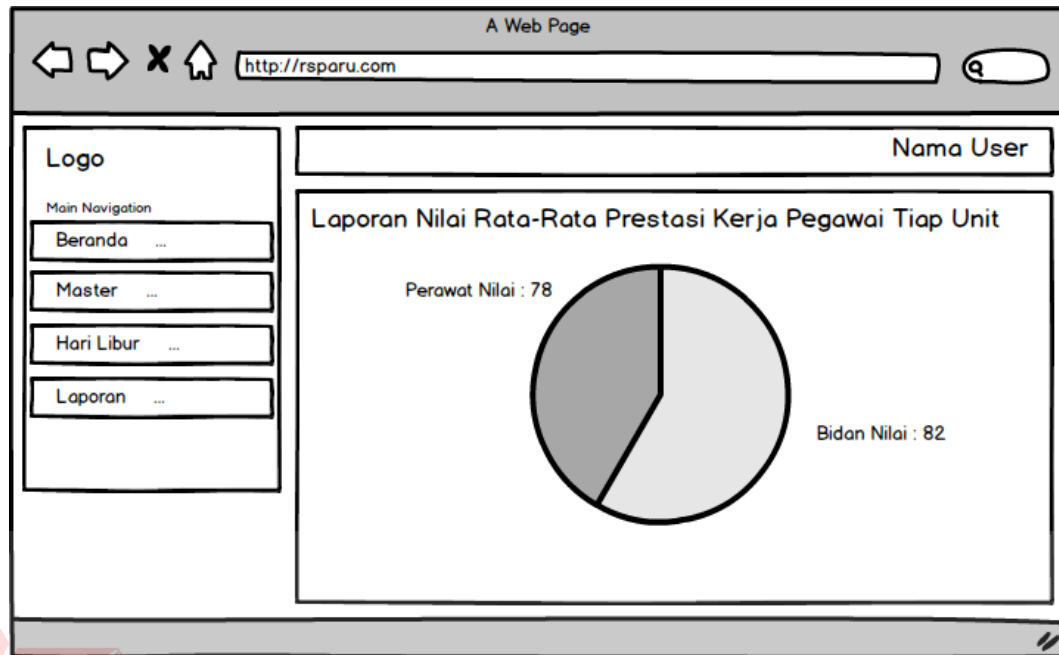 A Web Page
http://rsparu.com
Logo
Main Navigation
Beranda ...
Master ...
Hari Libur ...
Laporan ...
Nama User
Laporan Nilai Rata-Rata Prestasi Kerja Pegawai Tiap Unit
Perawat Nilai : 78
Bidan Nilai : 82